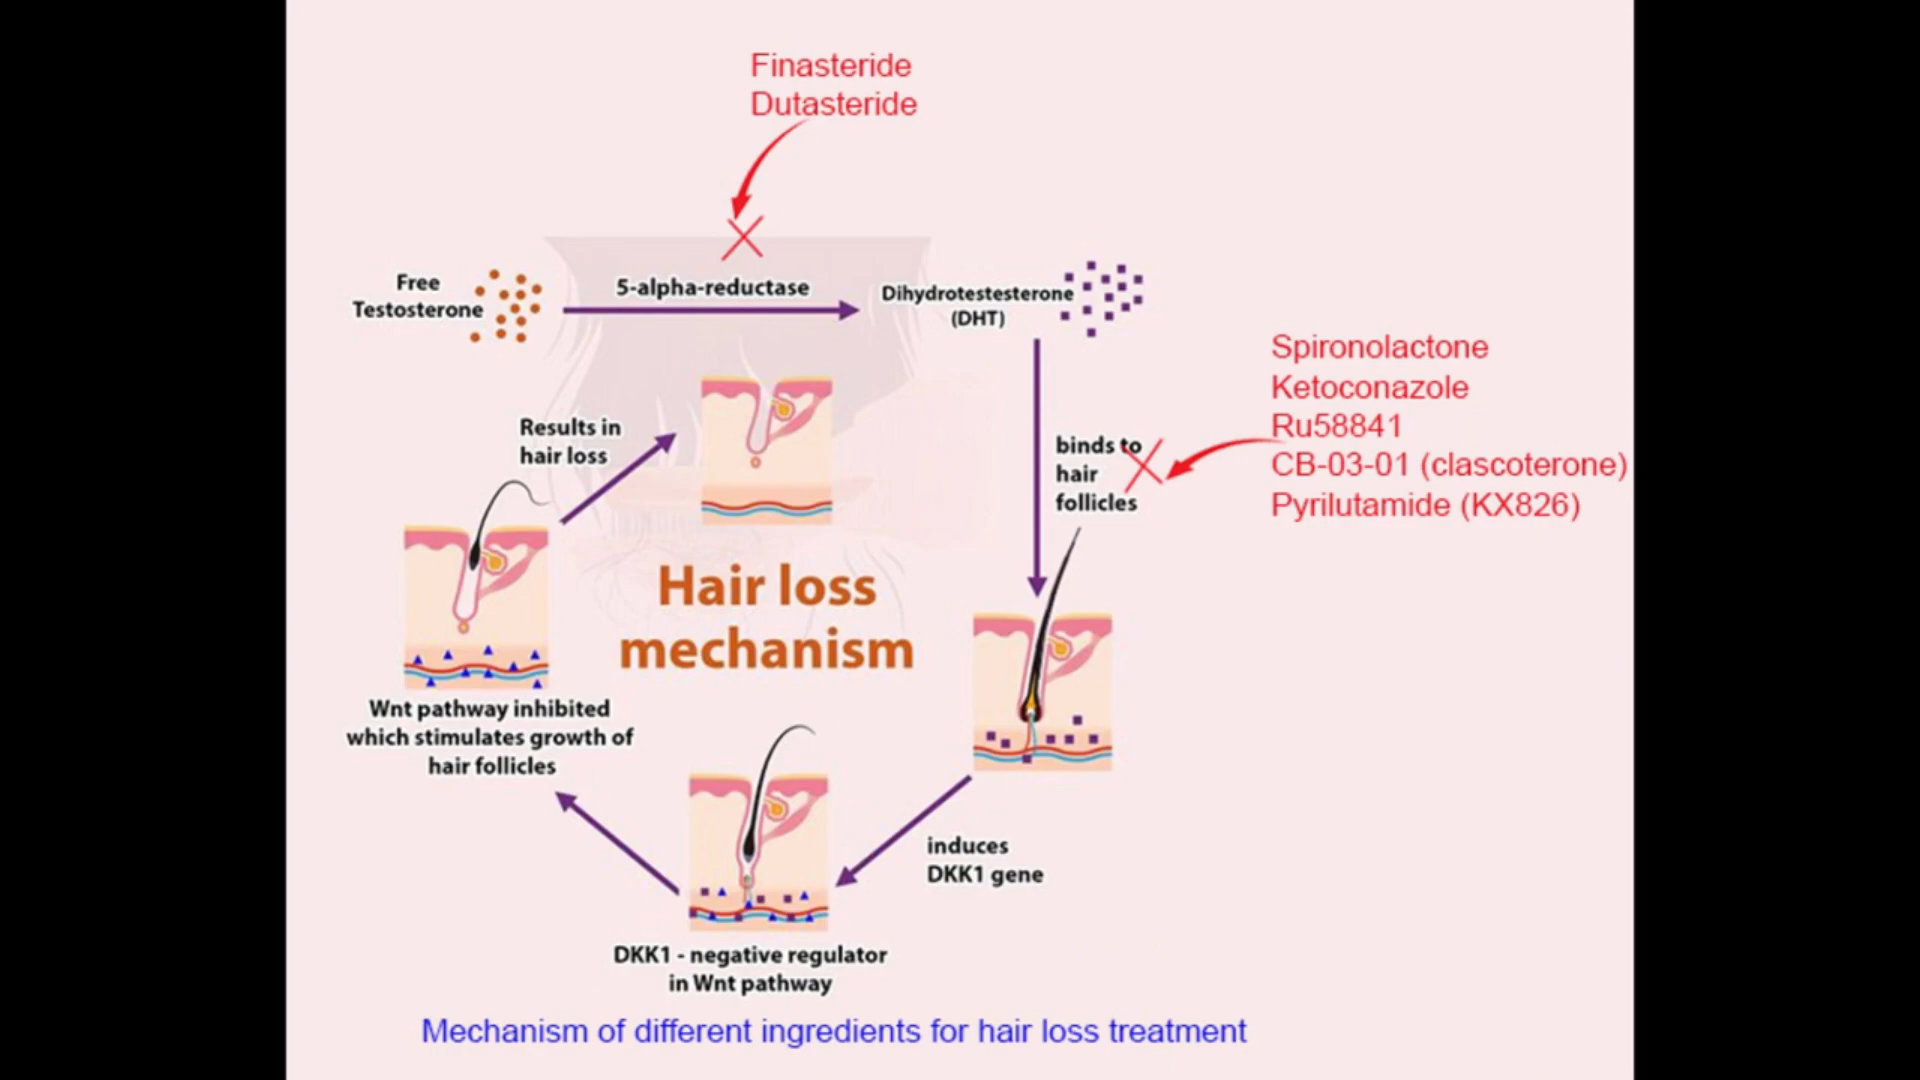 Finasteride
Dutasteride
Free
Testosterone
5-alpha-reductase
Dihydrotestesterone
(DHT)
Spironolactone
Ketoconazole
Ru58841
CB-03-01 (clascoterone)
Pyrilutamide (KX826)
binds to
hair
follicles
Results in
hair loss
Hair loss
mechanism
Wnt pathway inhibited
which stimulates growth of
hair follicles
induces
DKK1 gene
DKK1 - negative regulator
in Wnt pathway
Mechanism of different ingredients for hair loss treatment